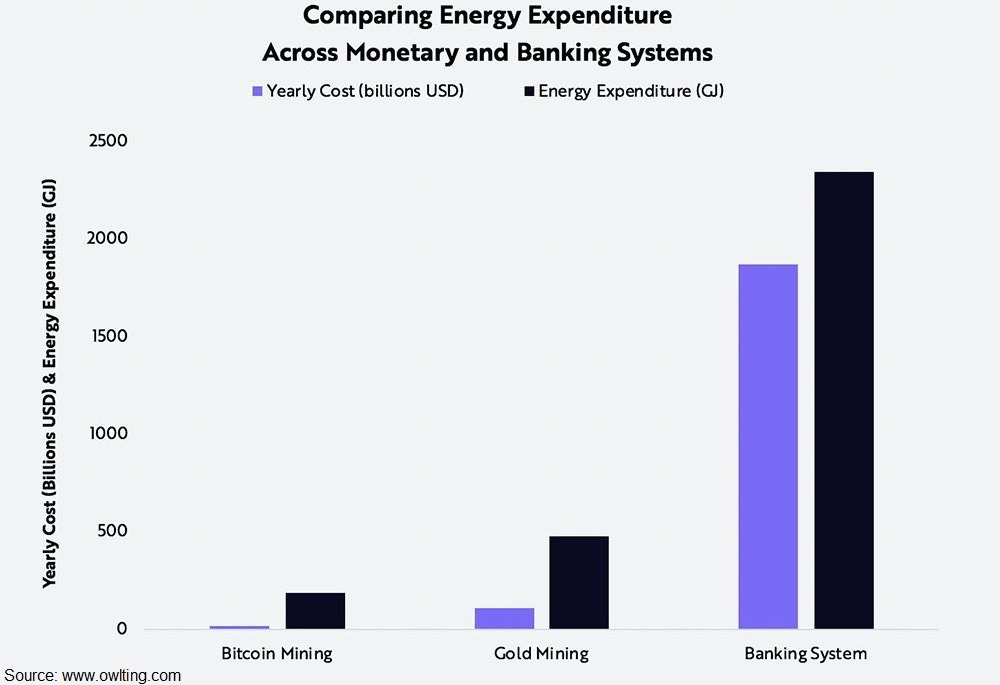 Comparing Energy Expenditure
Across Monetary and Banking Systems
Yearly Cost (billions USD) Energy Expenditure (GJ)
Yearly Cost (Billions USD) & Energy Expenditure (GJ)
2500
2000
1500
1000
500
0
Bitcoin Mining Gold Mining Banking System
Source: www.owlting.com